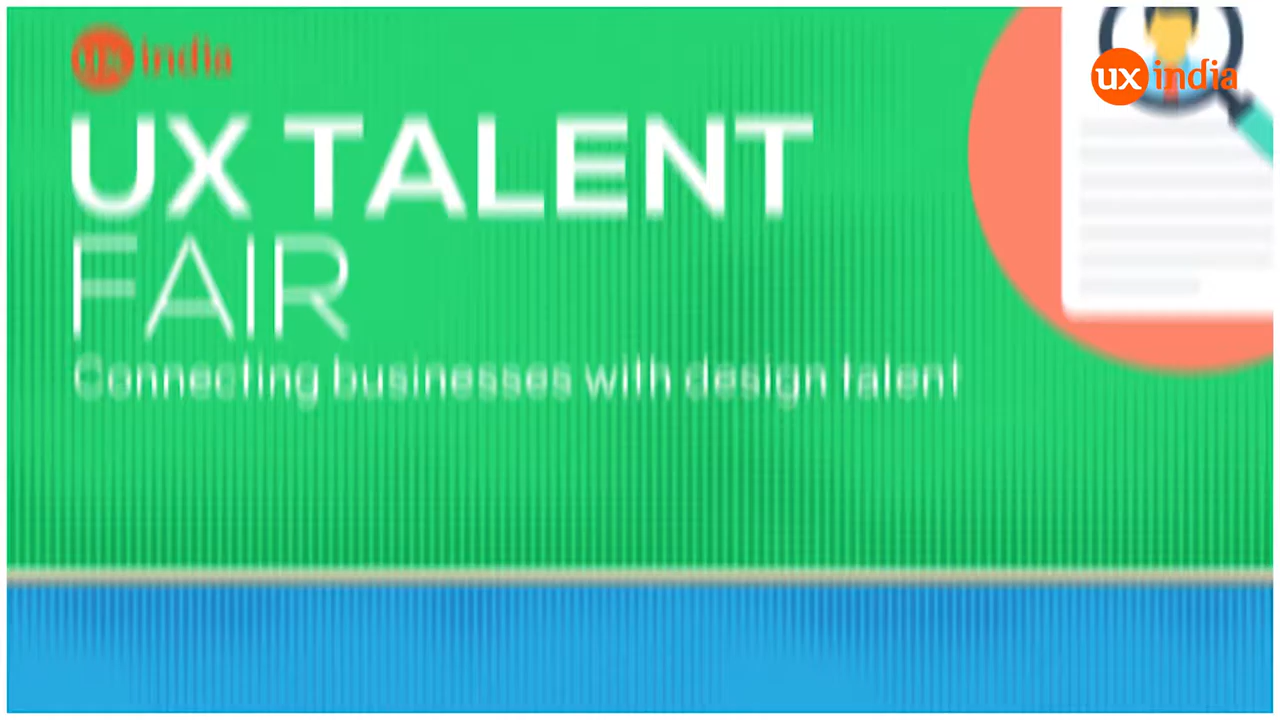 ux india
ux india
UX TALENT
FAIR
Connecting businesses with design talent